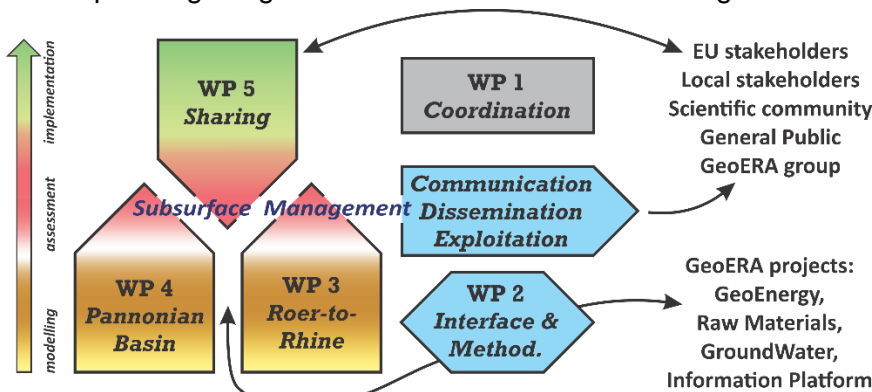 implementation
assessment
modelling
WP 5
Sharing
WP 1
Coordination
EU stakeholders
Local stakeholders
Scientific community
General Public
GeoERA group
Subsurface Management
Communication
Dissemination
Exploitation
WP 4
Pannonian
Basin
WP 3
Roer-to-
Rhine
WP 2
Interface &
Method.
GeoERA projects:
GeoEnergy,
Raw Materials,
GroundWater,
Information Platform